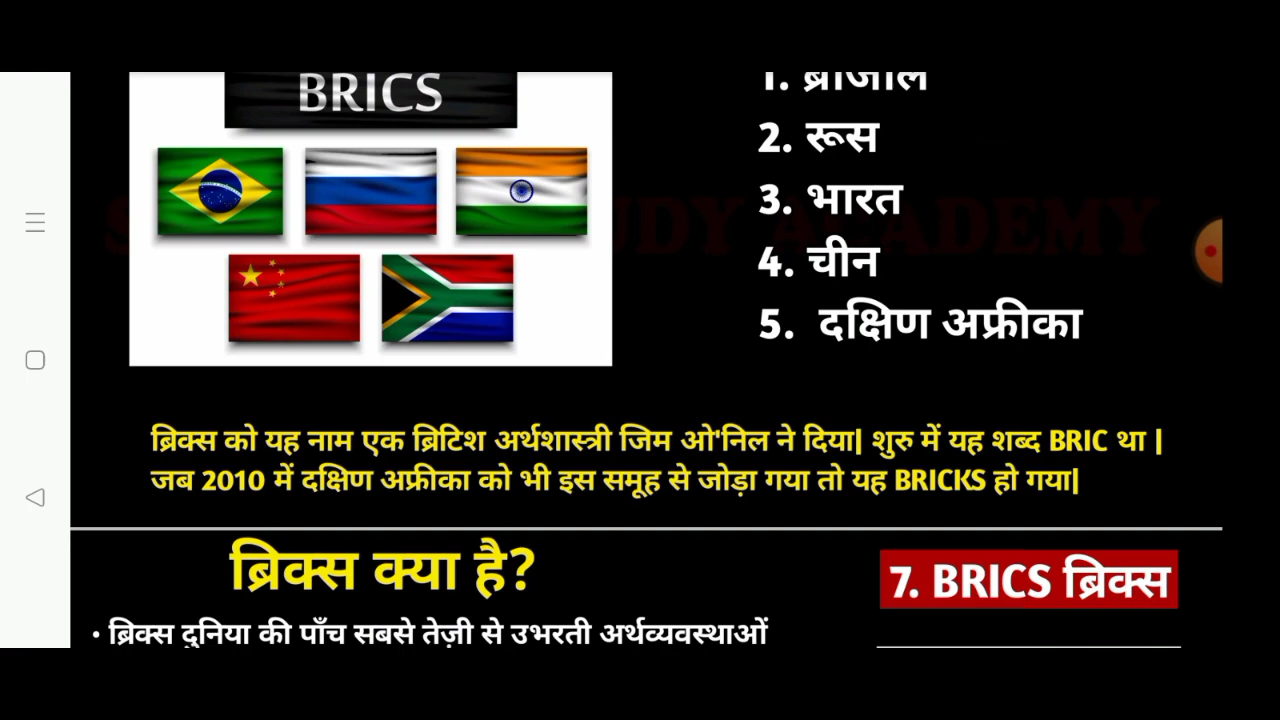 BRICS
1. ब्राजील
2. रूस
3. भारत
4. चीन
5. दक्षिण अफ्रीका
ब्रिक्स को यह नाम एक ब्रिटिश अर्थशास्त्री जिम ओ'निल ने दिया| शुरु में यह शब्द BRIC था |
जब 2010 में दक्षिण अफ्रीका को भी इस समूह से जोड़ा गया तो यह BRICKS हो गया|
ब्रिक्स क्या है?
7. BRICS ब्रिक्स
• ब्रिक्स दुनिया की पाँच सबसे तेज़ी से उभरती अर्थव्यवस्थाओं